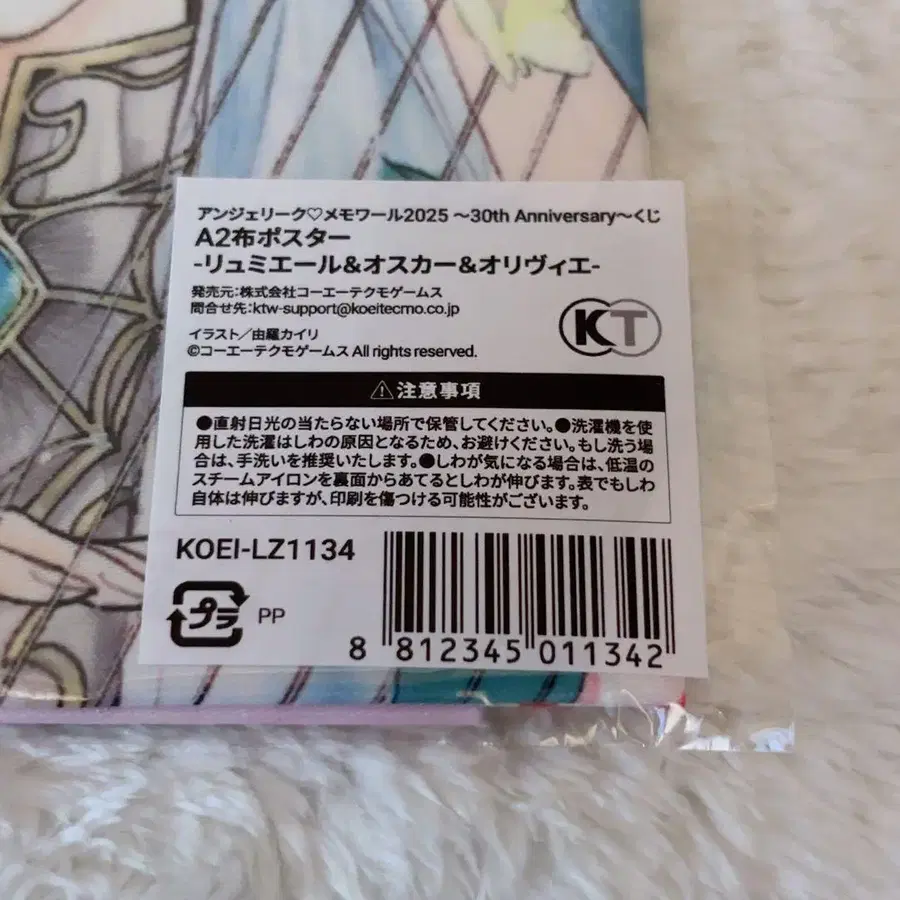 アンジェリーク♡メモワール2025 ～30th Anniversary～くじ
A2布ポスター
-リュミエール&オスカー&オリヴィエ-
発売元：株式会社コーエーテクモゲームス
問合せ先：ktw-support@koeitecmo.co.jp
イラスト／由羅カイリ
©コーエーテクモゲームス All rights reserved.
KT
⚠注意事項
●直射日光の当たらない場所で保管してください。●洗濯機を使
用した洗濯はしわの原因となるため、お避けください。もし洗う場
合は、手洗いを推奨いたします。●しわが気になる場合は、低温の
スチームアイロンを裏面からあてるとしわが伸びます。表でもしわ
自体は伸びますが、印刷を傷つける可能性がございます。
KOEI-LZ1134
プラ PP
8 812345 011342